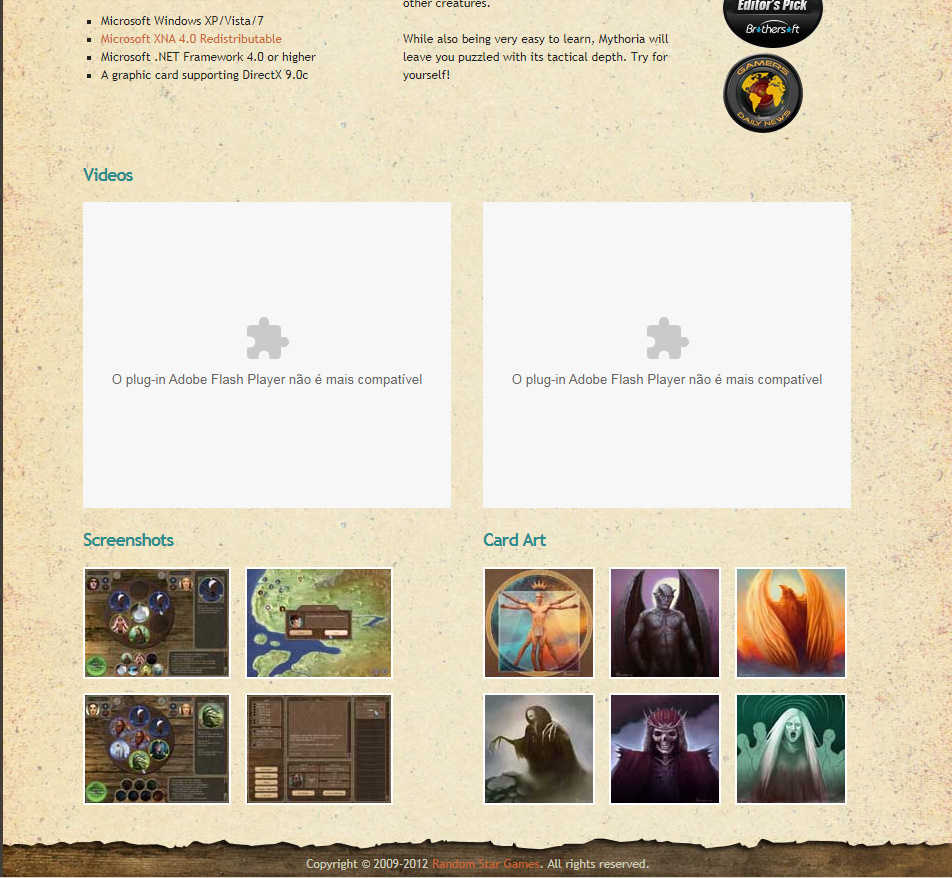 other creatures.
Microsoft Windows XP/Vista/7
Microsoft XNA 4.0 Redistributable
Microsoft .NET Framework 4.0 or higher
A graphic card supporting DirectX 9.0c
While also being very easy to learn, Mythoria will
leave you puzzled with its tactical depth. Try for
yourself!
Editor's Pick
Br★thers★ft
GAMERS
DAILY NEWS
Videos
O plug-in Adobe Flash Player não é mais compatível
O plug-in Adobe Flash Player não é mais compatível
Screenshots
Card Art
Copyright © 2009-2012 Random Star Games. All rights reserved.